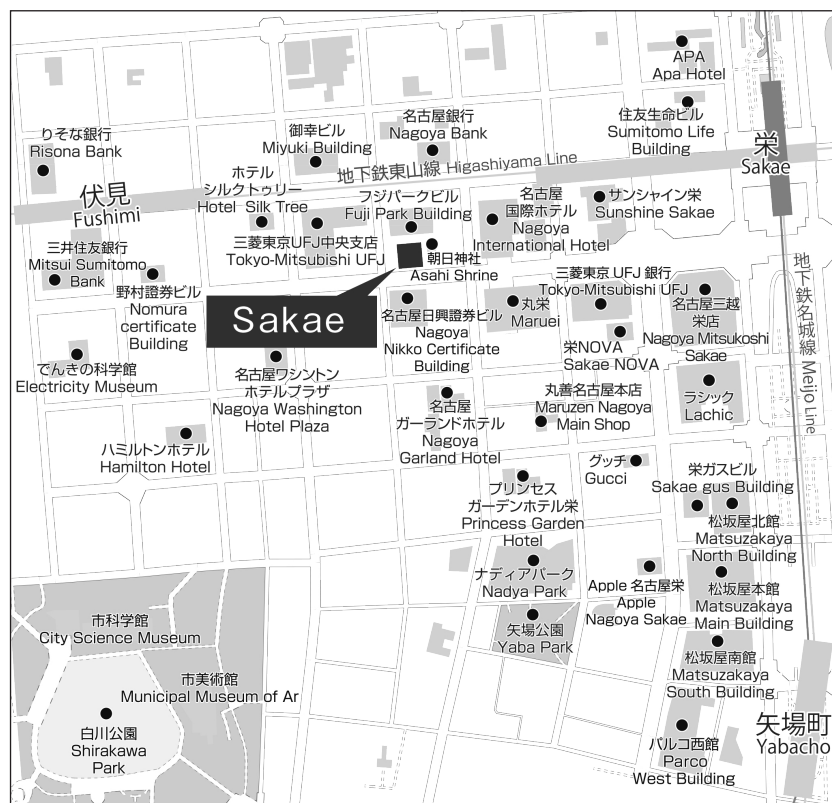 APA
Apa Hotel
住友生命ビル
Sumitomo Life
Building
栄
Sakae
りそな銀行
Risona Bank
御幸ビル
Miyuki Building
名古屋銀行
Nagoya Bank
地下鉄東山線 Higashiyama Line
伏見
Fushimi
ホテル
シルクトゥリー
Hotel Silk Tree
フジパークビル
Fuji Park Building
名古屋
国際ホテル
Nagoya
International Hotel
サンシャイン栄
Sunshine Sakae
三井住友銀行
Mitsui Sumitomo
Bank
野村證券ビル
Nomura
certificate
Building
三菱東京UFJ中央支店
Tokyo-Mitsubishi UFJ
朝日神社
Asahi Shrine
Sakae
名古屋日興證券ビル
Nagoya
Nikko Certificate
Building
丸栄
Maruei
三菱東京 UFJ 銀行
Tokyo-Mitsubishi UFJ
栄NOVA
Sakae NOVA
名古屋三越
栄店
Nagoya Mitsukoshi
Sakae
地下鉄名城線 Meijo Line
でんきの科学館
Electricity Museum
名古屋ワシントン
ホテルプラザ
Nagoya Washington
Hotel Plaza
名古屋
ガーランドホテル
Nagoya
Garland Hotel
丸善名古屋本店
Maruzen Nagoya
Main Shop
ラシック
Lachic
ハミルトンホテル
Hamilton Hotel
グッチ
Gucci
栄ガスビル
Sakae gus Building
プリンセス
ガーデンホテル栄
Princess Garden
Hotel
松坂屋北館
Matsuzakaya
North Building
ナディアパーク
Nadya Park
Apple 名古屋栄
Apple
Nagoya Sakae
松坂屋本館
Matsuzakaya
Main Building
矢場公園
Yaba Park
松坂屋南館
Matsuzakaya
South Building
市科学館
City Science Museum
市美術館
Municipal Museum of Ar
白川公園
Shirakawa
Park
パルコ西館
Parco
West Building
矢場町
Yabacho